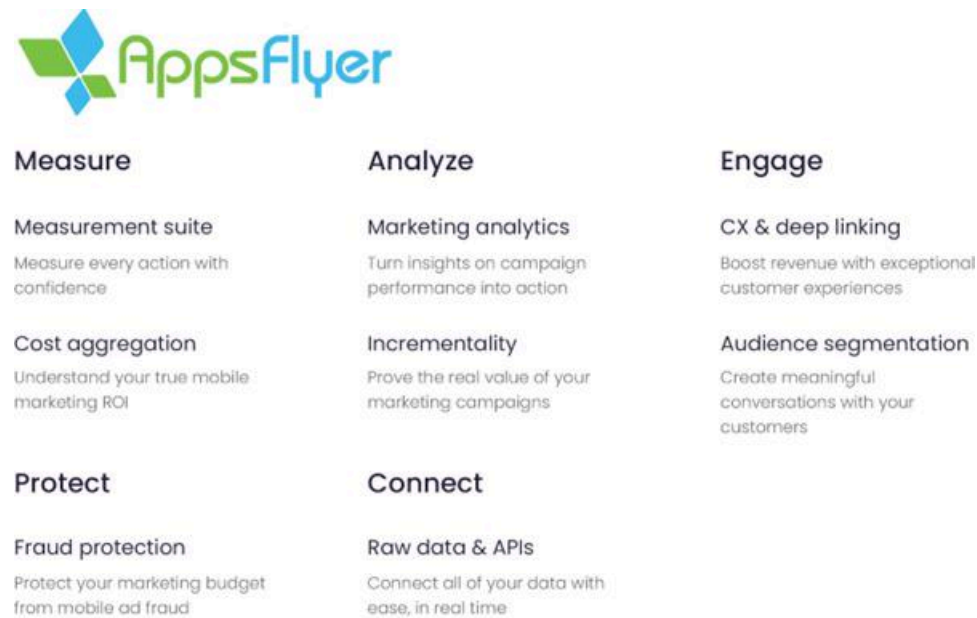 AppsFlyer
Measure
Measurement suite
Measure every action with
confidence
Cost aggregation
Understand your true mobile
marketing ROI
Analyze
Marketing analytics
Turn insights on campaign
performance into action
Incrementality
Prove the real value of your
marketing campaigns
Engage
CX & deep linking
Boost revenue with exceptional
customer experiences
Audience segmentation
Create meaningful
conversations with your
customers
Protect
Fraud protection
Protect your marketing budget
from mobile ad fraud
Connect
Raw data & APIs
Connect all of your data with
ease, in real time